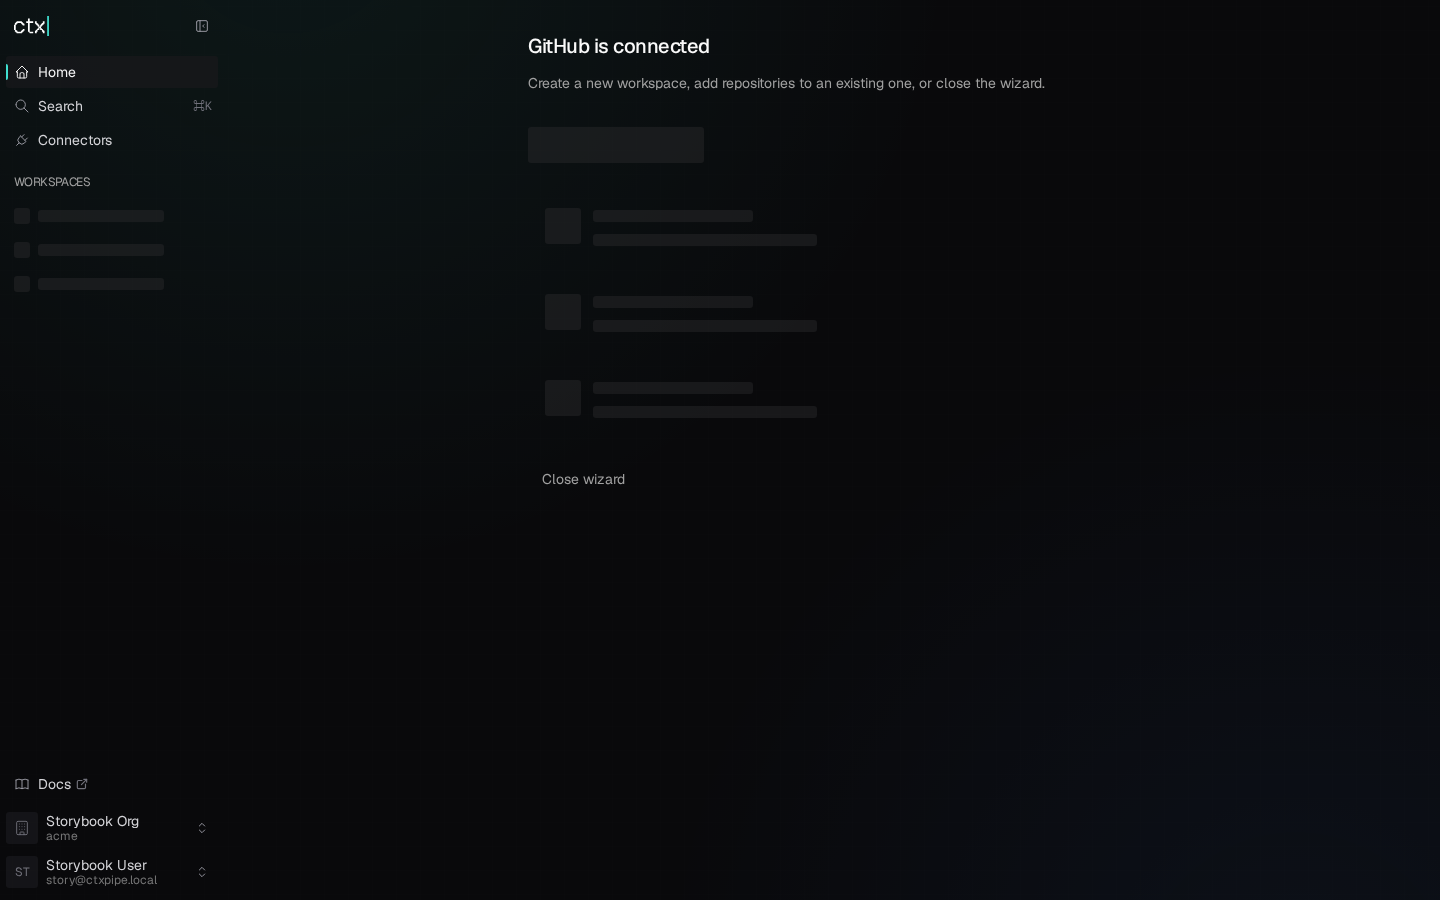 ctx
Home
Search ⌘K
Connectors
WORKSPACES
GitHub is connected
Create a new workspace, add repositories to an existing one, or close the wizard.
Close wizard
Docs
Storybook Org
acme
ST
Storybook User
story@ctxpipe.local